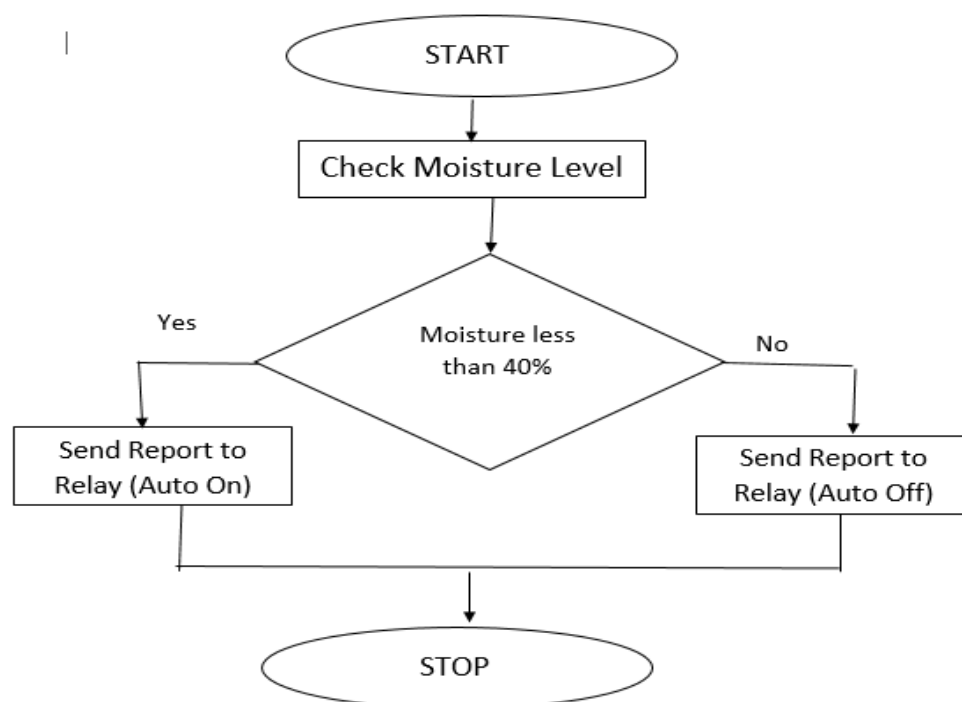 START
Check Moisture Level
Moisture less
than 40%
Yes
No
Send Report to
Relay (Auto On)
Send Report to
Relay (Auto Off)
STOP